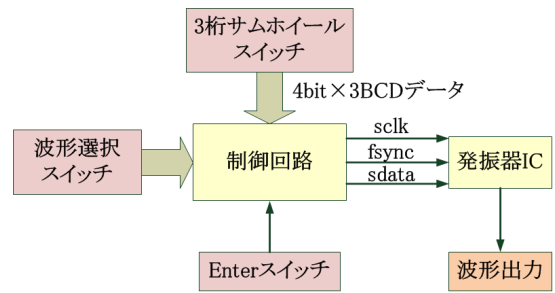 3桁サムホイール
スイッチ
4bit×3BCDデータ
波形選択
スイッチ
制御回路
sclk
fsync
sdata
発振器IC
Enterスイッチ
波形出力